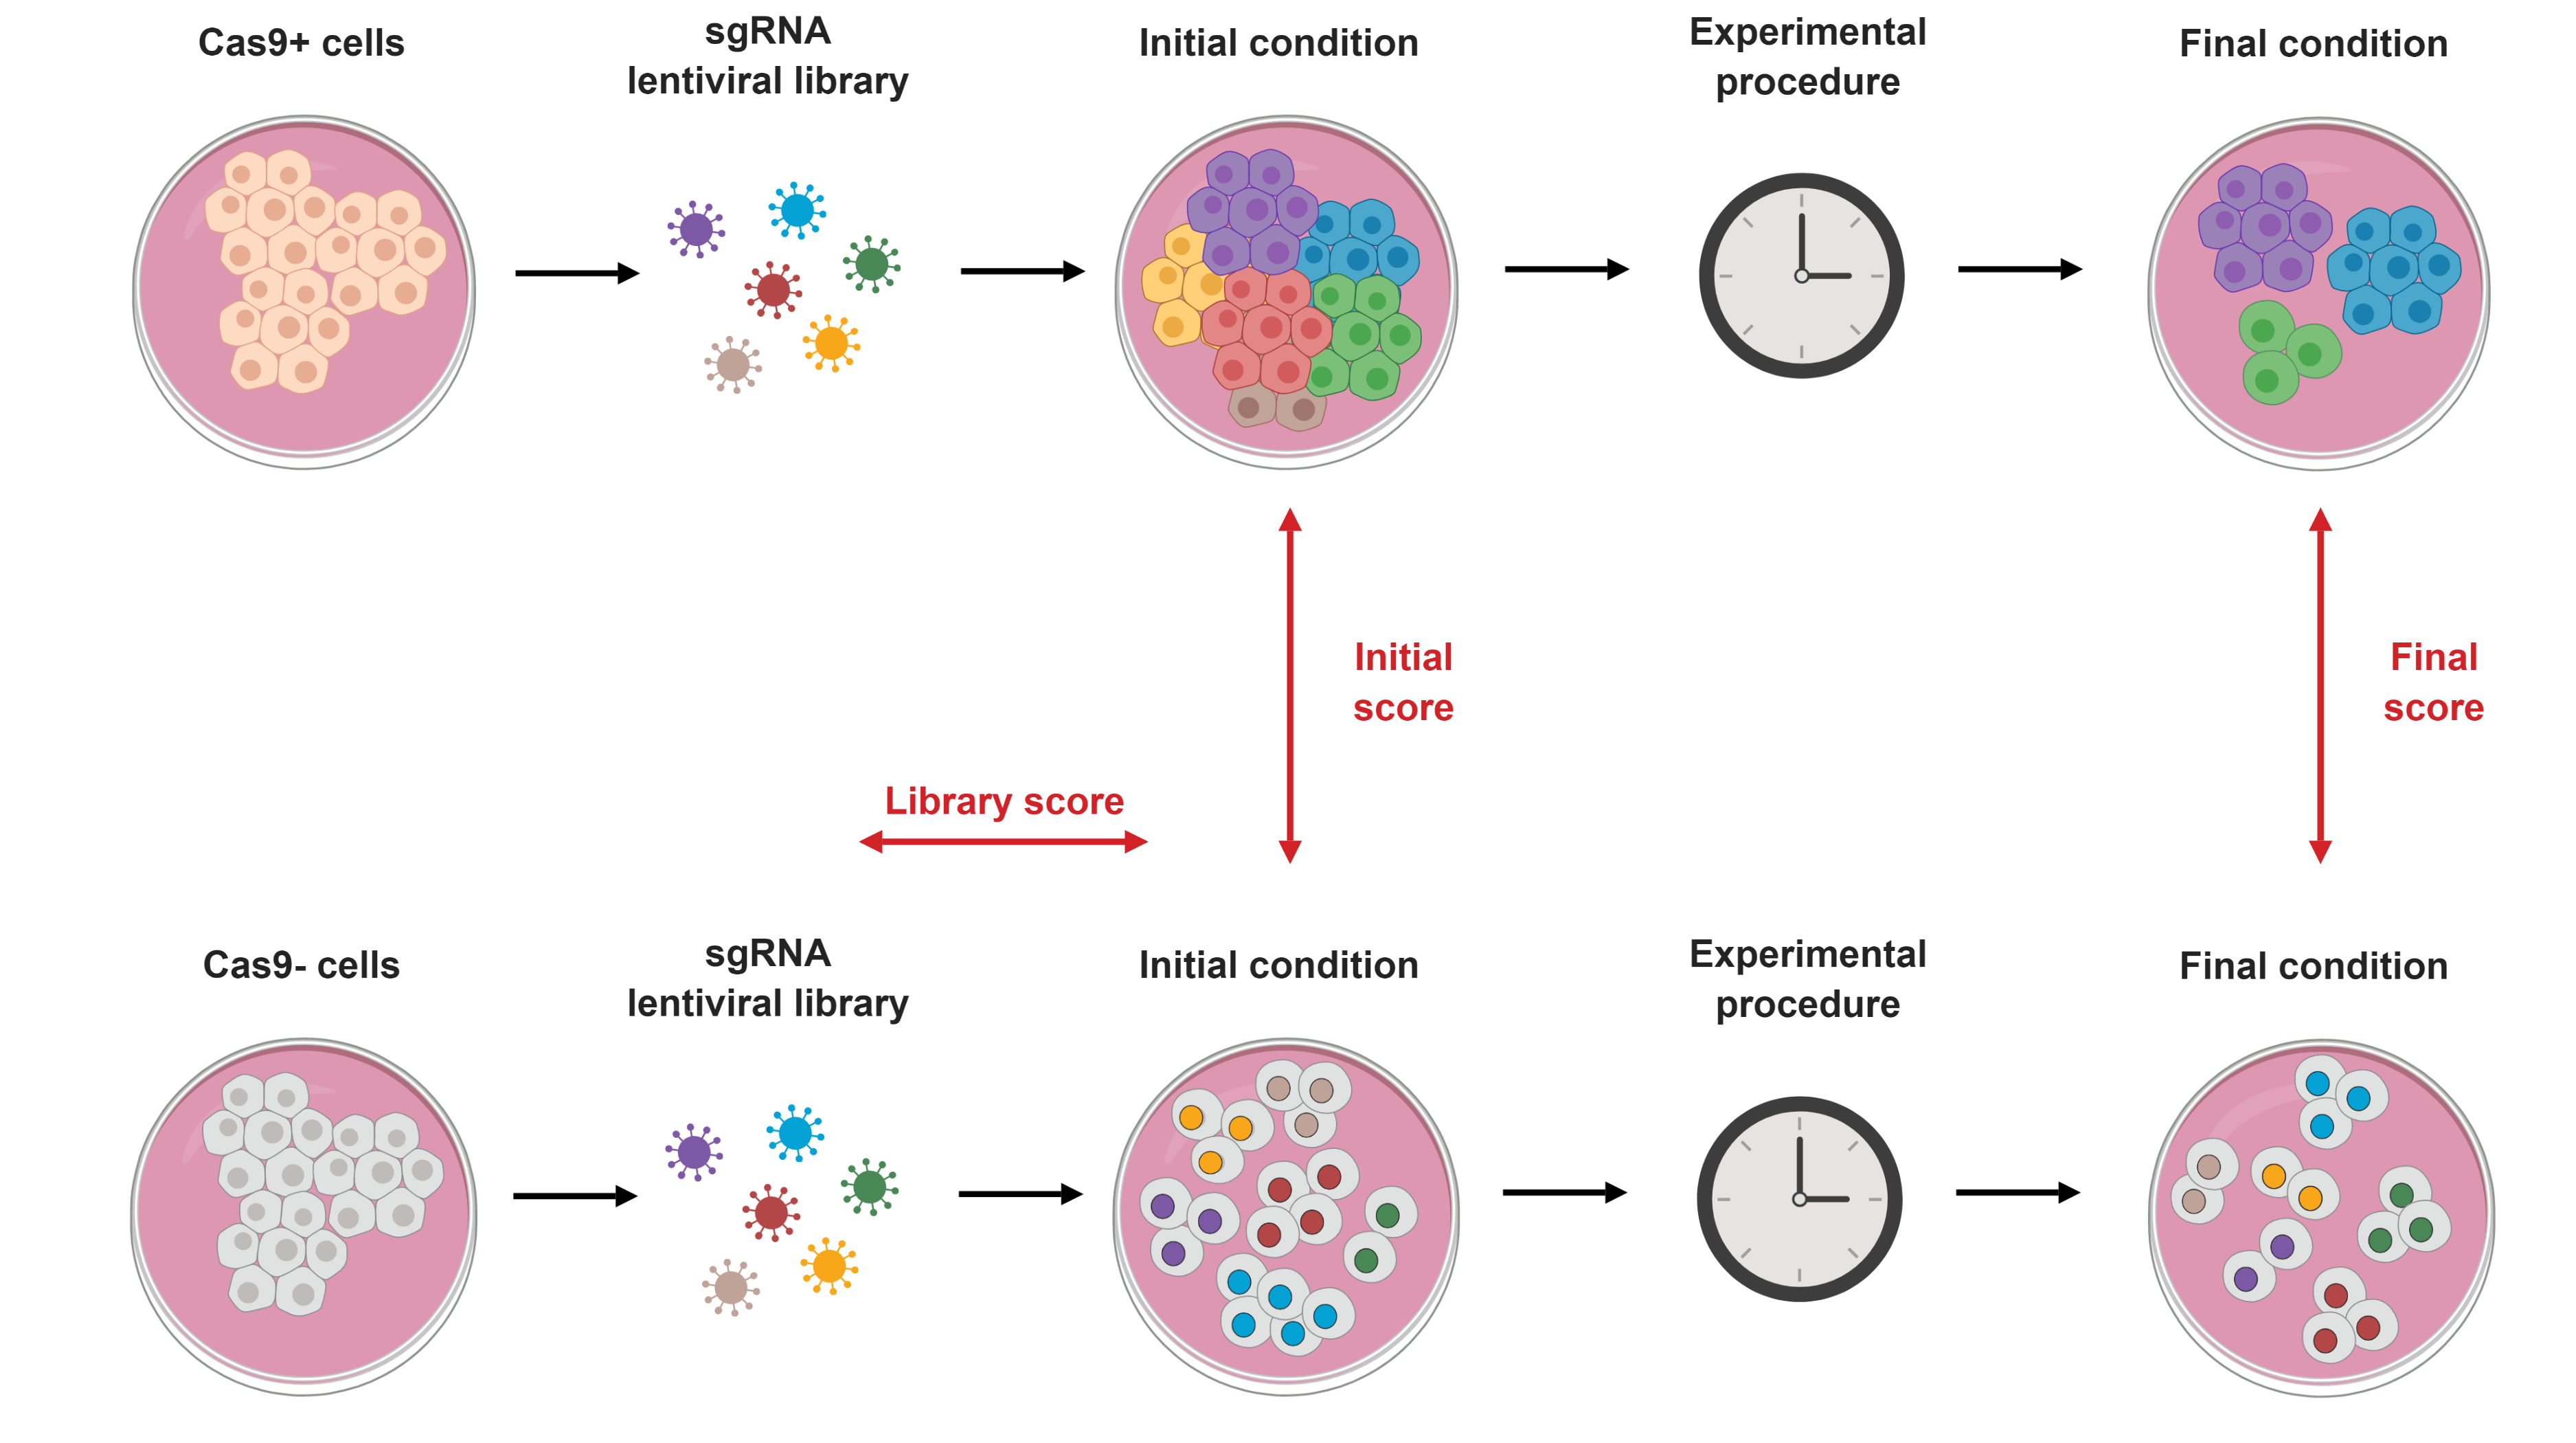 Cas9+ cells
sgRNA
lentiviral library
Initial condition
Experimental
procedure
Final condition
Initial
score
Final
score
Library score
Cas9- cells
sgRNA
lentiviral library
Initial condition
Experimental
procedure
Final condition